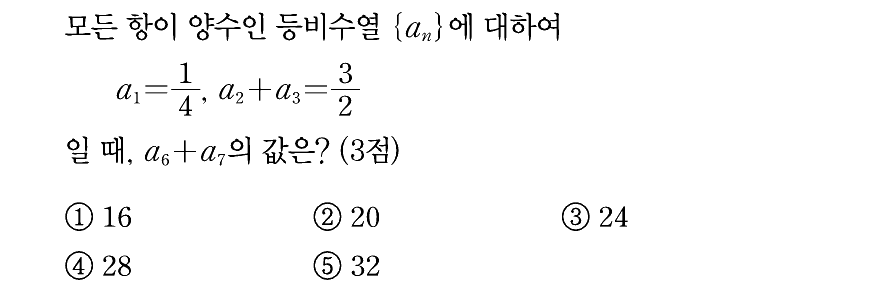 모든 항이 양수인 등비수열 {aₙ}에 대하여
a₁=1/4, a₂+a₃=3/2
일 때, a₆+a₇의 값은? (3점)
① 16 ② 20 ③ 24
④ 28 ⑤ 32